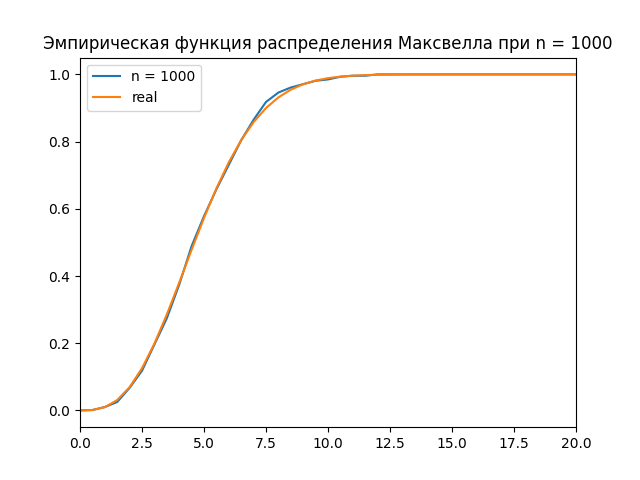 Эмпирическая функция распределения Максвелла при n = 1000
n = 1000
real
1.0
0.8
0.6
0.4
0.2
0.0
0.0 2.5 5.0 7.5 10.0 12.5 15.0 17.5 20.0